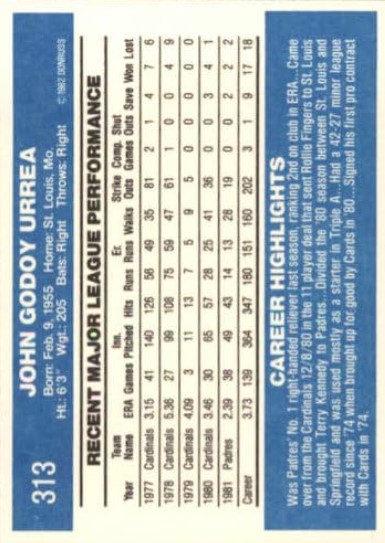 313
JOHN GODOY URREA
Born: Feb. 9, 1955 Home: St. Louis, Mo.
Ht.: 6'3" Wgt.: 205 Bats: Right Throws: Right
© 1982 DONRUSS
RECENT MAJOR LEAGUE PERFORMANCE
Team Inn. Er. Strike Comp. Shut
Year Name ERA Games Pitched Hits Runs Runs Walks Outs Games Outs Save Won Lost
1977 Cardinals 3.15 41 140 126 56 49 35 81 2 1 4 7 6
1978 Cardinals 5.36 27 99 108 75 59 47 61 1 0 0 4 9
1979 Cardinals 4.09 3 11 13 7 5 9 5 0 0 0 0 0
1980 Cardinals 3.46 30 65 57 28 25 41 36 0 0 3 4 1
1981 Padres 2.39 38 49 43 14 13 28 19 0 0 2 2 2
Career 3.73 139 364 347 180 151 160 202 3 1 9 17 18
CAREER HIGHLIGHTS
Was Padres' No. 1 right-handed reliever last season, ranking 2nd on club in ERA...Came
over from the Cardinals 12/8/80 in the 11 player deal that sent Rollie Fingers to St. Louis
and brought Terry Kennedy to Padres. Divided the '80 season between St. Louis and
Springfield and was used mostly as a starter in Triple A...Had a 42-27 minor league
record since '74 when brought up for good by Cards in '80...Signed his first pro contract
with Cards in '74.